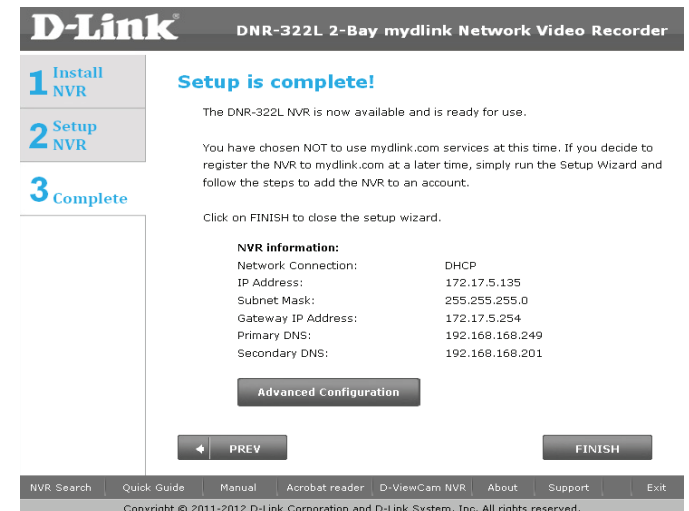 D-Link
DNR-322L 2-Bay mydlink Network Video Recorder
1 Install
NVR
2 Setup
NVR
3 Complete
Setup is complete!
The DNR-322L NVR is now available and is ready for use.
You have chosen NOT to use mydlink.com services at this time. If you decide to
register the NVR to mydlink.com at a later time, simply run the Setup Wizard and
follow the steps to add the NVR to an account.
Click on FINISH to close the setup wizard.
NVR information:
Network Connection: DHCP
IP Address: 172.17.5.135
Subnet Mask: 255.255.255.0
Gateway IP Address: 172.17.5.254
Primary DNS: 192.168.168.249
Secondary DNS: 192.168.168.201
Advanced Configuration
PREV FINISH
NVR Search Quick Guide Manual Acrobat reader D-ViewCam NVR About Support Exit
Copyright © 2011-2012 D-Link Corporation and D-Link System, Inc. All rights reserved.